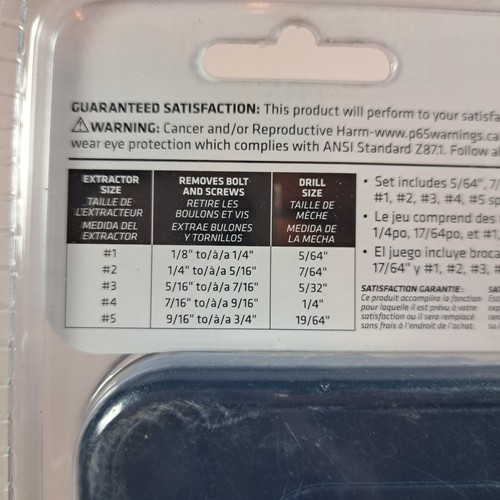 GUARANTEED SATISFACTION: This product will perform to your satisfa
⚠WARNING: Cancer and/or Reproductive Harm-www.p65warnings.ca
wear eye protection which complies with ANSI Standard Z87.1. Follow al
EXTRACTOR SIZE
TAILLE DE L'EXTRACTEUR
MEDIDA DEL EXTRACTOR
REMOVES BOLT AND SCREWS
RETIRE LES BOULONS ET VIS
EXTRAE BULONES Y TORNILLOS
DRILL SIZE
TAILLE DE MÈCHE
MEDIDA DE LA MECHA
#1 1/8" to/à/a 1/4" 5/64"
#2 1/4" to/à/a 5/16" 7/64"
#3 5/16" to/à/a 7/16" 5/32"
#4 7/16" to/à/a 9/16" 1/4"
#5 9/16" to/à/a 3/4" 19/64"
• Set includes 5/64", 7/
#1, #2, #3, #4, #5 sp
• Le jeu comprend des
1/4po, 17/64po, et #1,
• El juego incluye broca
17/64" y #1, #2, #3, #
SATISFACTION GARANTIE:
Ce produit accomplira la fonction
pour laquelle il est prévu à votre
satisfaction ou il sera remplacé
sans frais à l'endroit de l'achat.